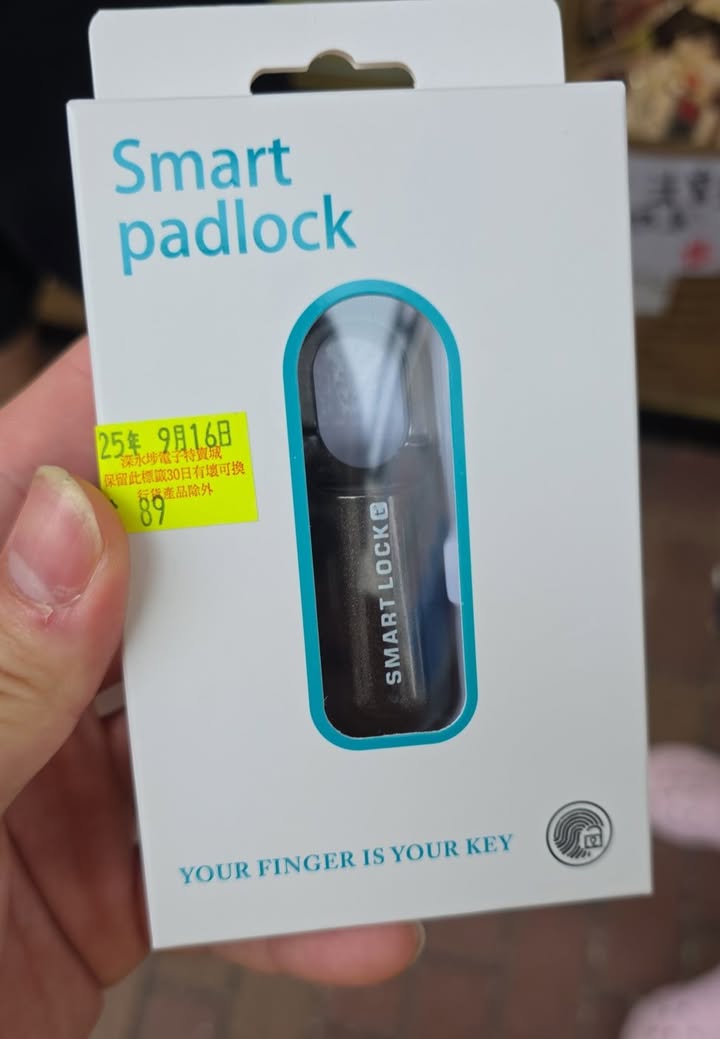 Smart
padlock
25年 9月16日
深水埗電子特賣城
保留此標籤30日有壞可換
行貨產品除外
89
SMART LOCK
YOUR FINGER IS YOUR KEY